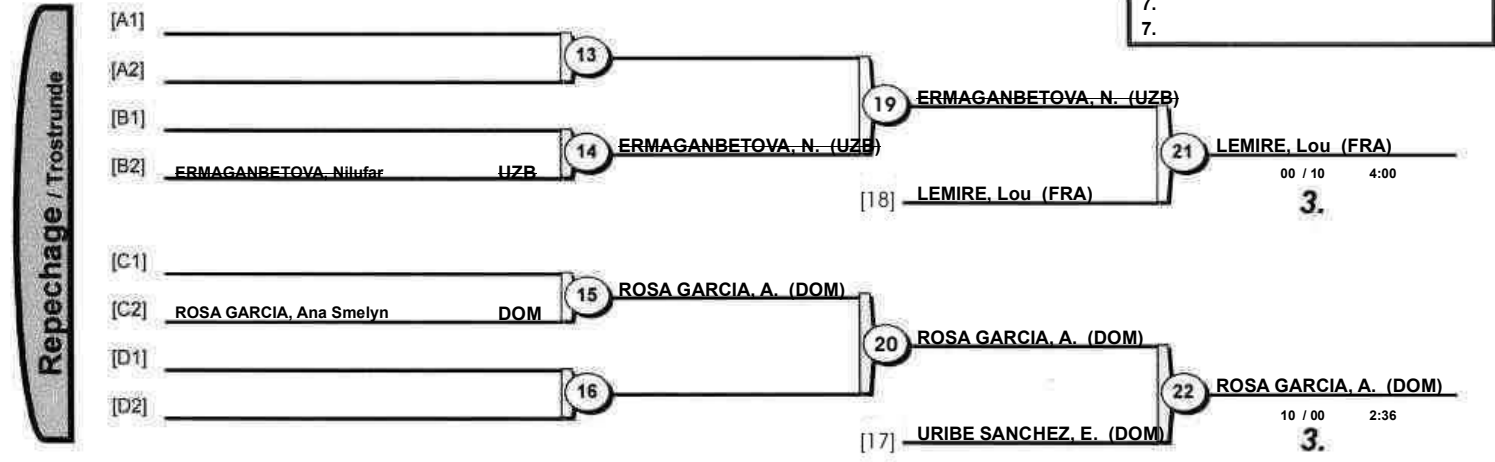 Repechage / Trostrunde
7.
7.
[A1]
13
[A2]
19 ERMAGANBETOVA, N. (UZB)
[B1]
14 ERMAGANBETOVA, N. (UZB)
21 LEMIRE, Lou (FRA)
[B2] ERMAGANBETOVA, Nilufar UZB
00 / 10 4:00
[18] LEMIRE, Lou (FRA)
3.
[C1]
15 ROSA GARCIA, A. (DOM)
[C2] ROSA GARCIA, Ana Smelyn DOM
20 ROSA GARCIA, A. (DOM)
[D1]
16
22 ROSA GARCIA, A. (DOM)
[D2]
10 / 00 2:36
[17] URIBE SANCHEZ, E. (DOM)
3.